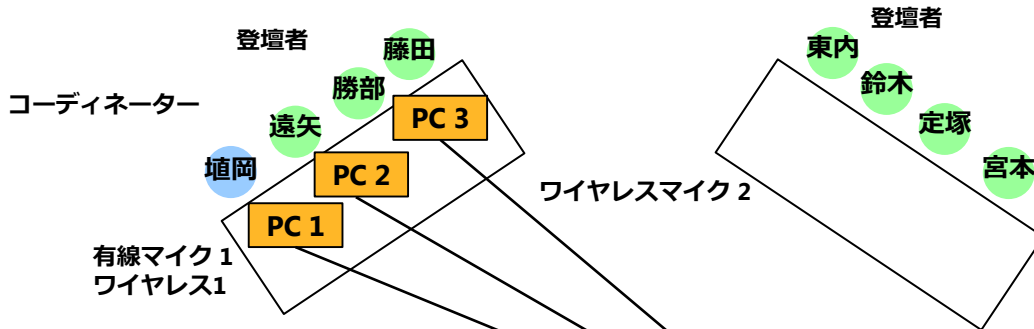 登壇者
登壇者
コーディネーター
藤田
勝部
遠矢
埴岡
PC 3
PC 2
PC 1
東内
鈴木
定塚
宮本
ワイヤレスマイク 2
有線マイク 1
ワイヤレス1